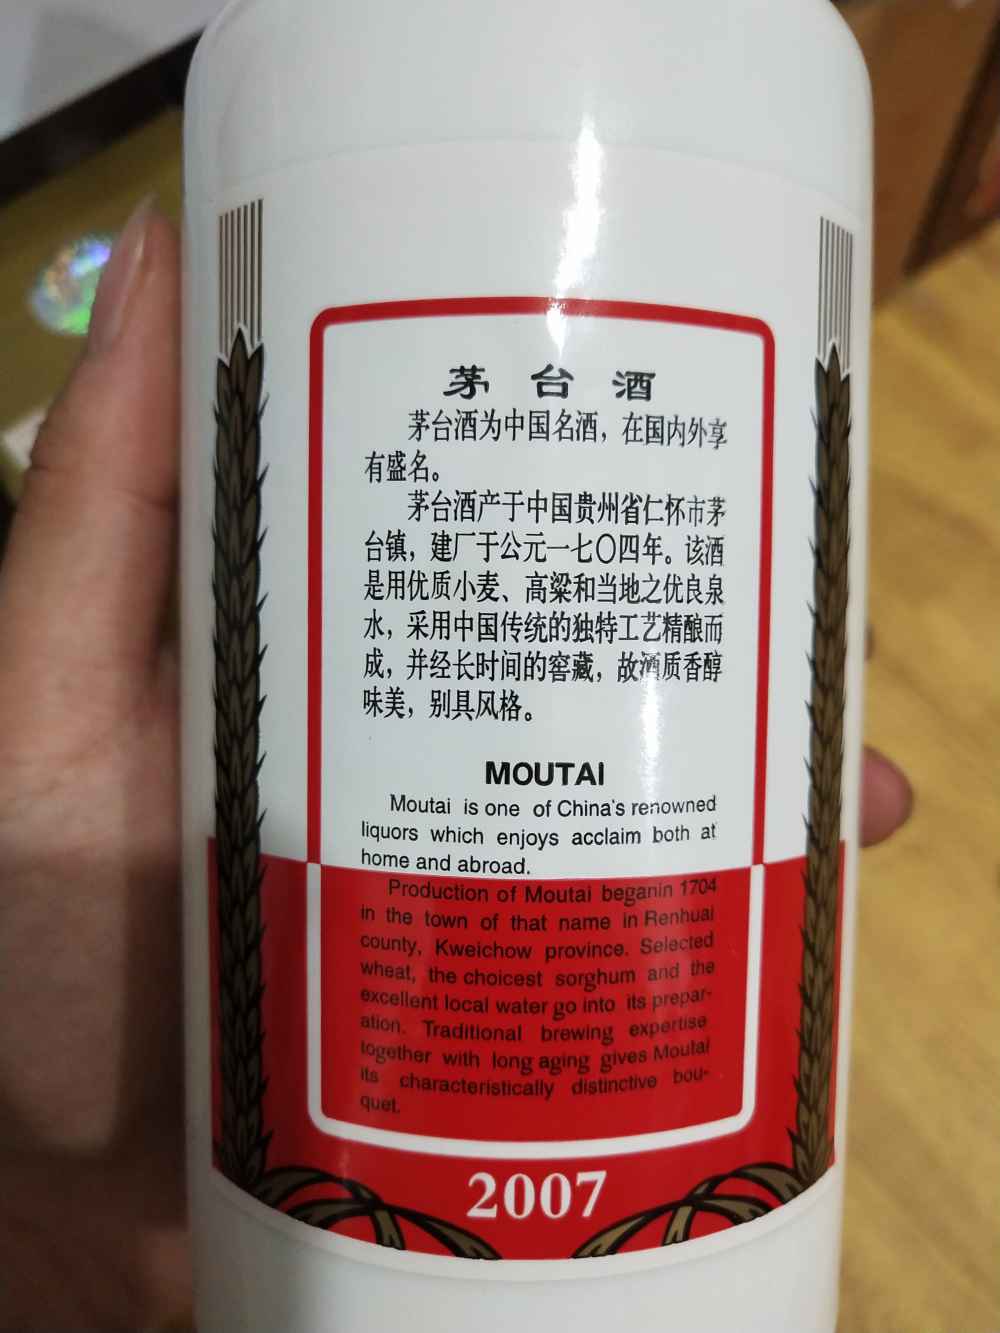 茅台酒
茅台酒为中国名酒，在国内外享
有盛名。
茅台酒产于中国贵州省仁怀市茅
台镇，建厂于公元一七〇四年。该酒
是用优质小麦、高粱和当地之优良泉
水，采用中国传统的独特工艺精酿而
成，并经长时间的窖藏，故酒质香醇
味美，别具风格。
MOUTAI
Moutai is one of China's renowned
liquors which enjoys acclaim both at
home and abroad.
Production of Moutai beganin 1704
in the town of that name in Renhuai
county, Kweichow province. Selected
wheat, the choicest sorghum and the
excellent local water go into its prepar-
ation. Traditional brewing expertise
together with long aging gives Moutai
its characteristically distinctive bou-
quet.
2007